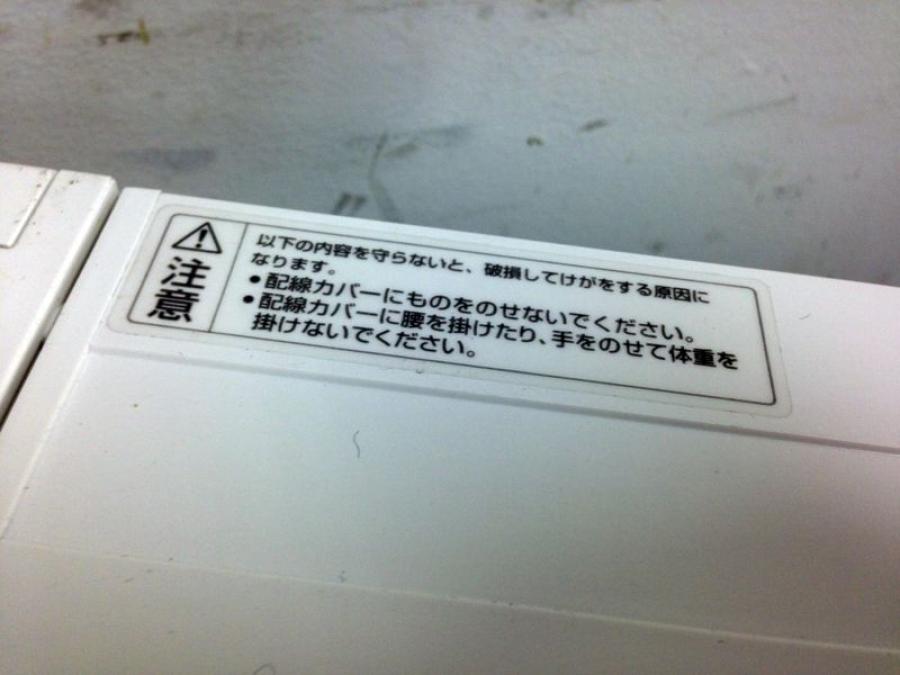 注意
以下の内容を守らないと、破損してけがをする原因に
なります。
•配線カバーにものをのせないでください。
•配線カバーに腰を掛けたり、手をのせて体重を
掛けないでください。